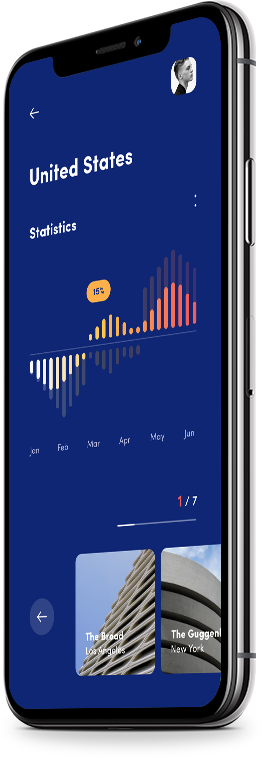 United States
Statistics
15%
Jan Feb Mar Apr May Jun
1 / 7
The Broad
Los Angeles
The Guggenl
New York